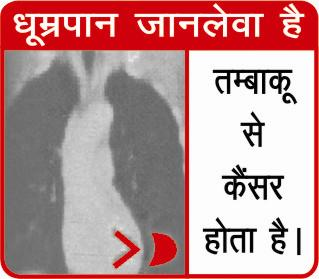 धूम्रपान जानलेवा है
तम्बाकू
से
कैंसर
होता है।